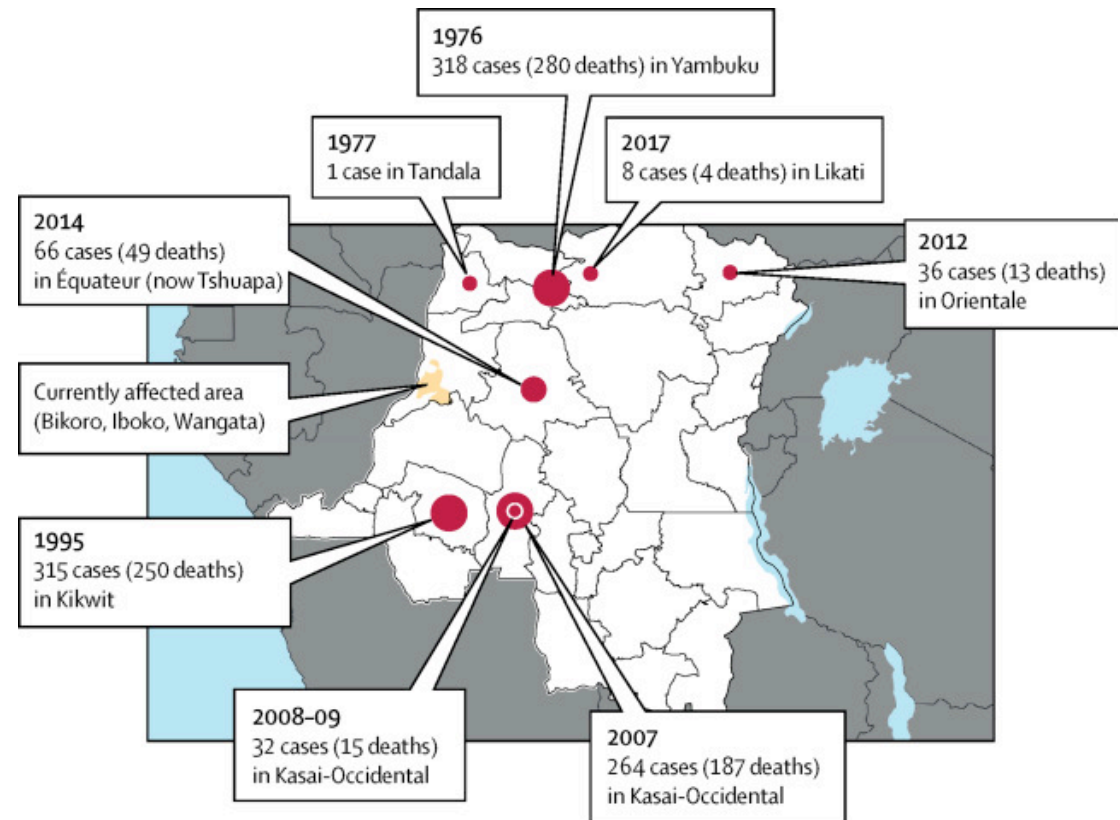 1976
318 cases (280 deaths) in Yambuku
1977
1 case in Tandala
2017
8 cases (4 deaths) in Likati
2014
66 cases (49 deaths)
in Équateur (now Tshuapa)
2012
36 cases (13 deaths)
in Orientale
Currently affected area
(Bikoro, Iboko, Wangata)
1995
315 cases (250 deaths)
in Kikwit
2008–09
32 cases (15 deaths)
in Kasai-Occidental
2007
264 cases (187 deaths)
in Kasai-Occidental